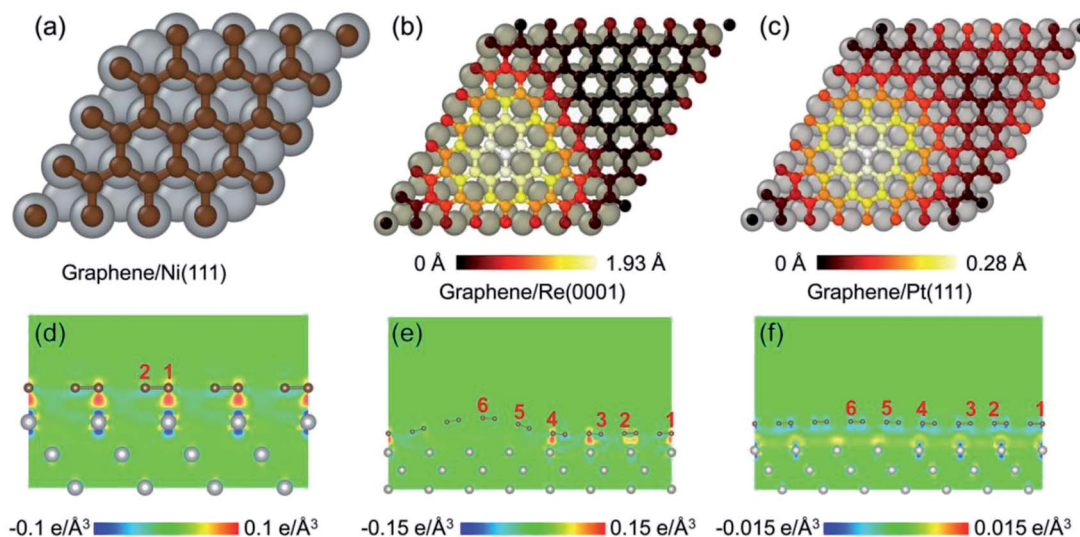 (a)
(b)
(c)
Graphene/Ni(111)
0 Å 1.93 Å
Graphene/Re(0001)
0 Å 0.28 Å
Graphene/Pt(111)
(d)
2 1
-0.1 e/Å³ 0.1 e/Å³
(e)
6 5 4 3 2 1
-0.15 e/Å³ 0.15 e/Å³
(f)
6 5 4 3 2 1
-0.015 e/Å³ 0.015 e/Å³